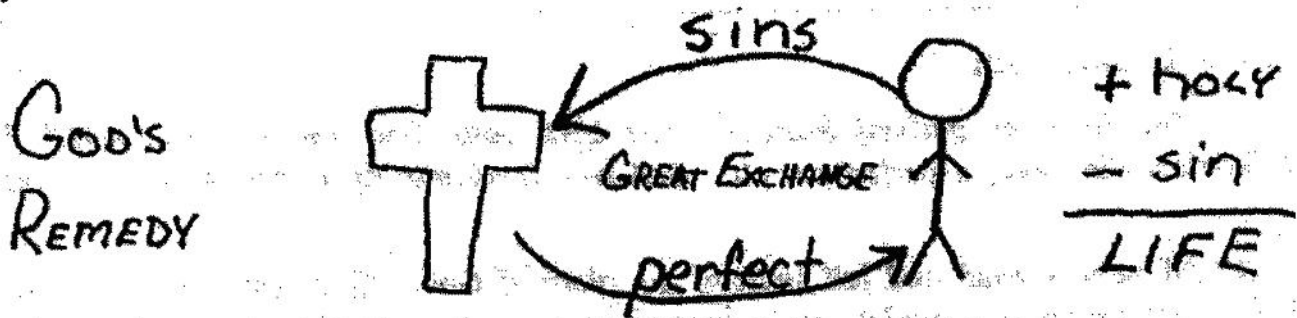 God's
Remedy
sins
GREAT EXCHANGE
perfect
+ holy
- sin
LIFE